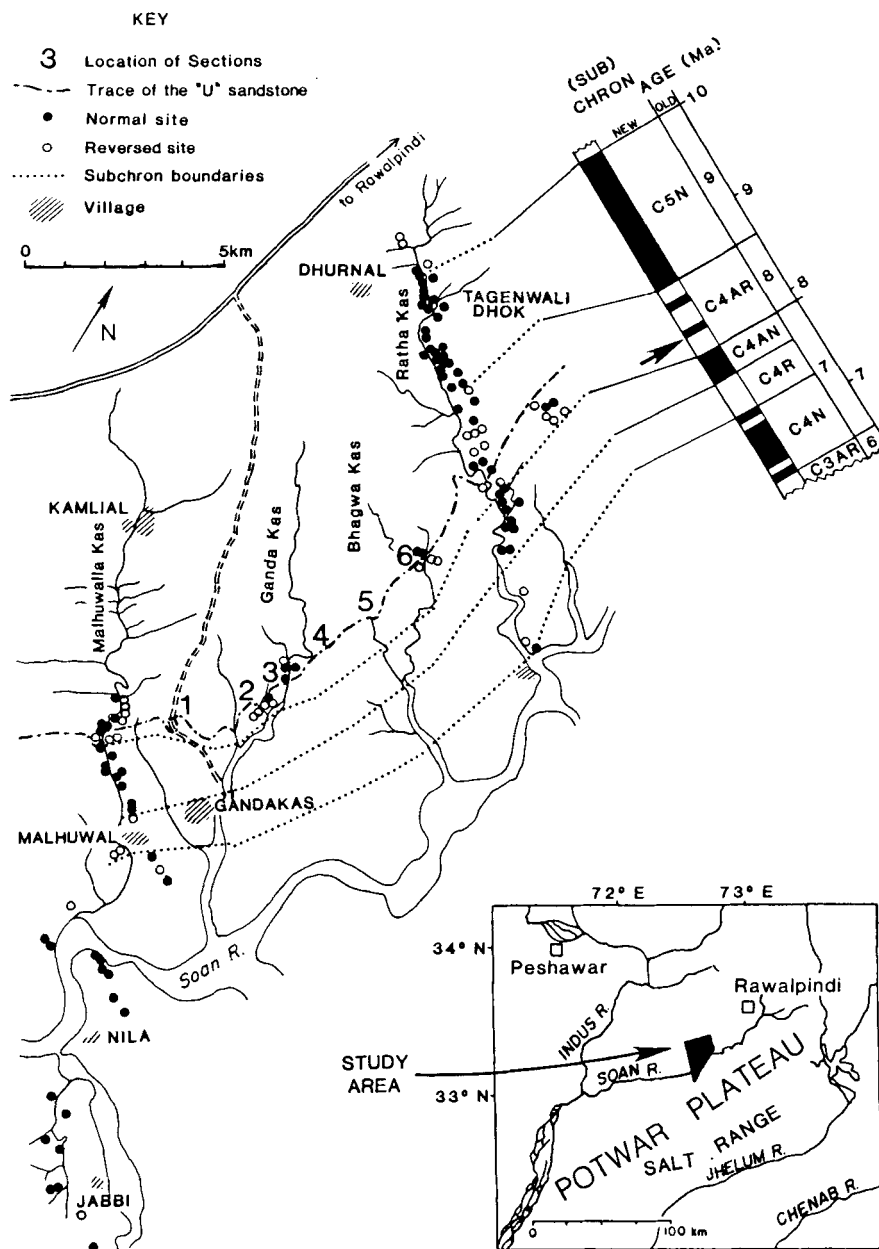 KEY
3 Location of Sections
Trace of the "U" sandstone
Normal site
Reversed site
Subchron boundaries
Village
0 5km
N
to Rawalpindi
(SUB)
CHRON AGE (Ma)
NEW OLD
10
9
9
8
8
7
7
6
C5N
C4AR
C4AN
C4R
C4N
C3AR
DHURNAL
Ratha Kas
TAGENWALI
DHOK
KAMLIAL
Malhuwalla Kas
Ganda Kas
Bhagwa Kas
6
5
4
3
2
1
GANDAKAS
MALHUWAL
Soan R.
NILA
JABBI
72° E 73° E
34° N
Peshawar
Rawalpindi
INDUS R.
STUDY
AREA
SOAN R.
33° N
POTWAR PLATEAU
SALT RANGE
JHELUM R.
CHENAB R.
0 100 km